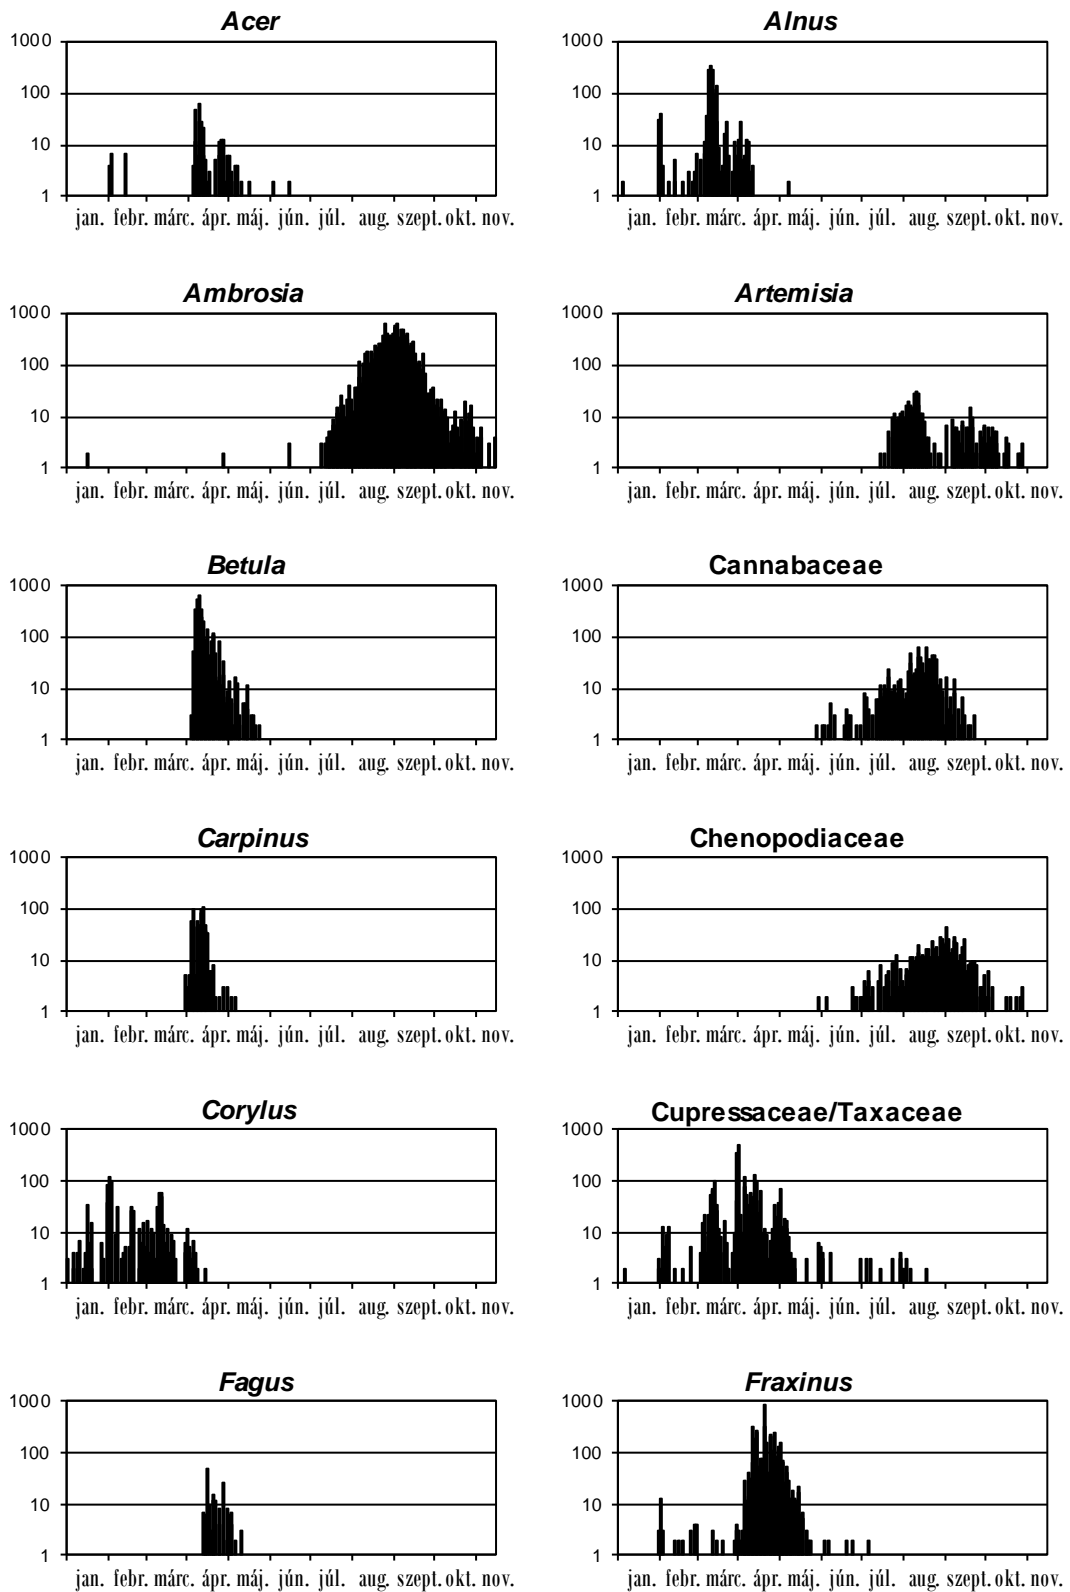 Acer
1000
100
10
1
jan. febr. márc. ápr. máj. jún. júl. aug. szept. okt. nov.
Alnus
1000
100
10
1
jan. febr. márc. ápr. máj. jún. júl. aug. szept. okt. nov.
Ambrosia
1000
100
10
1
jan. febr. márc. ápr. máj. jún. júl. aug. szept. okt. nov.
Artemisia
1000
100
10
1
jan. febr. márc. ápr. máj. jún. júl. aug. szept. okt. nov.
Betula
1000
100
10
1
jan. febr. márc. ápr. máj. jún. júl. aug. szept. okt. nov.
Cannabaceae
1000
100
10
1
jan. febr. márc. ápr. máj. jún. júl. aug. szept. okt. nov.
Carpinus
1000
100
10
1
jan. febr. márc. ápr. máj. jún. júl. aug. szept. okt. nov.
Chenopodiaceae
1000
100
10
1
jan. febr. márc. ápr. máj. jún. júl. aug. szept. okt. nov.
Corylus
1000
100
10
1
jan. febr. márc. ápr. máj. jún. júl. aug. szept. okt. nov.
Cupressaceae/Taxaceae
1000
100
10
1
jan. febr. márc. ápr. máj. jún. júl. aug. szept. okt. nov.
Fagus
1000
100
10
1
jan. febr. márc. ápr. máj. jún. júl. aug. szept. okt. nov.
Fraxinus
1000
100
10
1
jan. febr. márc. ápr. máj. jún. júl. aug. szept. okt. nov.